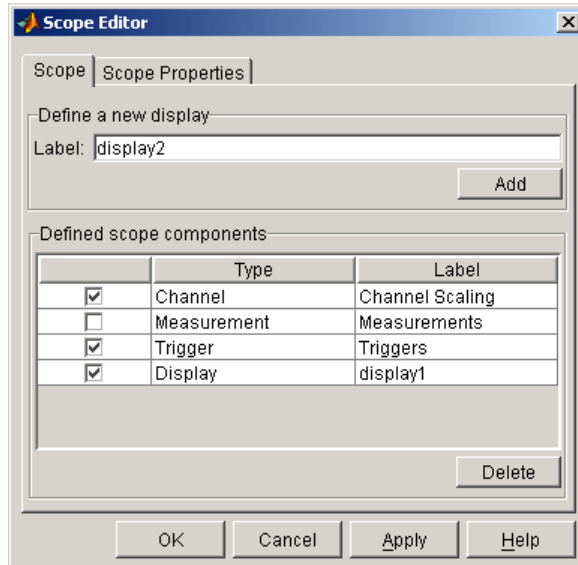 Scope Editor
Scope Scope Properties
Define a new display
Label: display2
Add
Defined scope components
Type Label
Channel Channel Scaling
Measurement Measurements
Trigger Triggers
Display display1
Delete
OK Cancel Apply Help